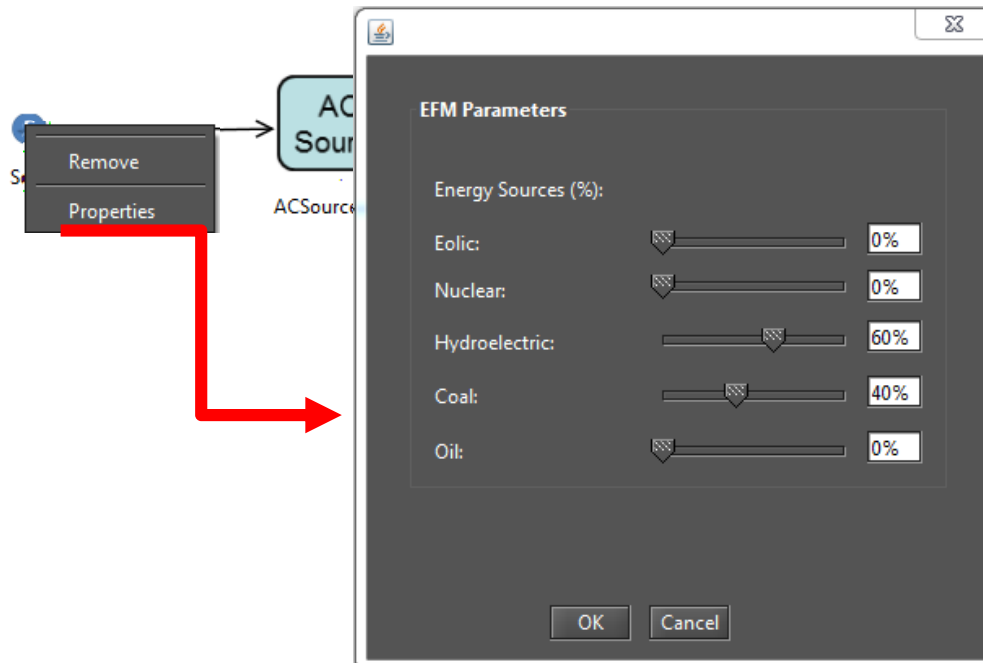 AC
Sour
Remove
Properties
ACSource
EFM Parameters
Energy Sources (%):
Eolic: 0%
Nuclear: 0%
Hydroelectric: 60%
Coal: 40%
Oil: 0%
OK Cancel